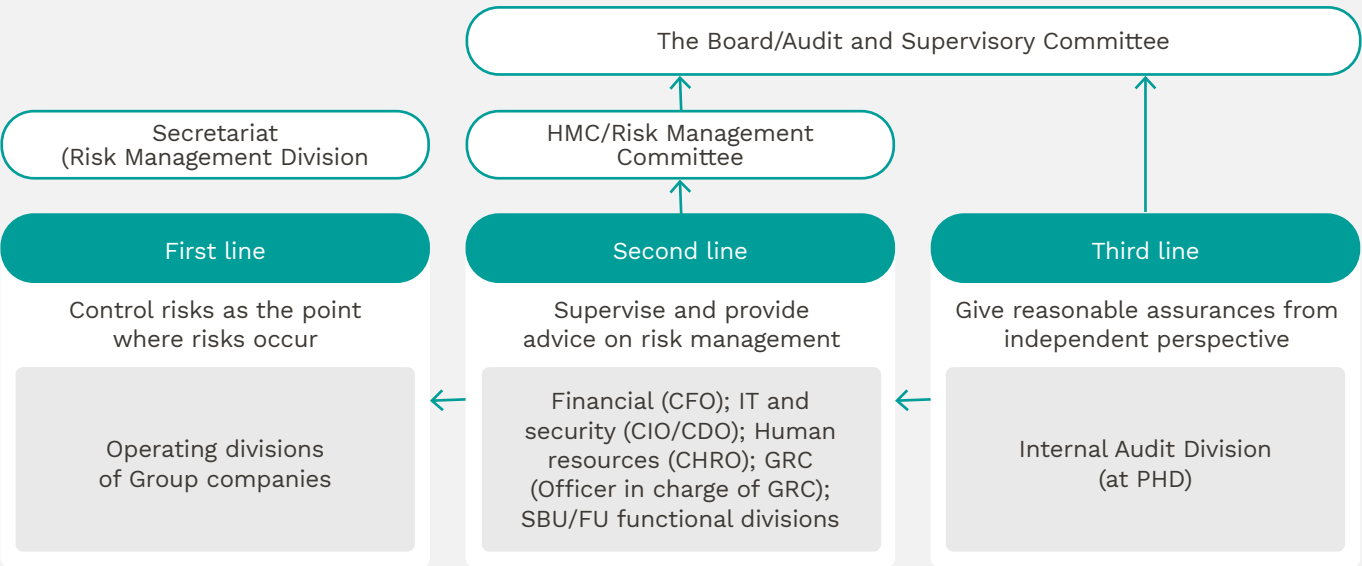 The Board/Audit and Supervisory Committee
Secretariat
(Risk Management Division
HMC/Risk Management
Committee
First line
Control risks as the point
where risks occur
Operating divisions
of Group companies
Second line
Supervise and provide
advice on risk management
Financial (CFO); IT and
security (CIO/CDO); Human
resources (CHRO); GRC
(Officer in charge of GRC);
SBU/FU functional divisions
Third line
Give reasonable assurances from
independent perspective
Internal Audit Division
(at PHD)